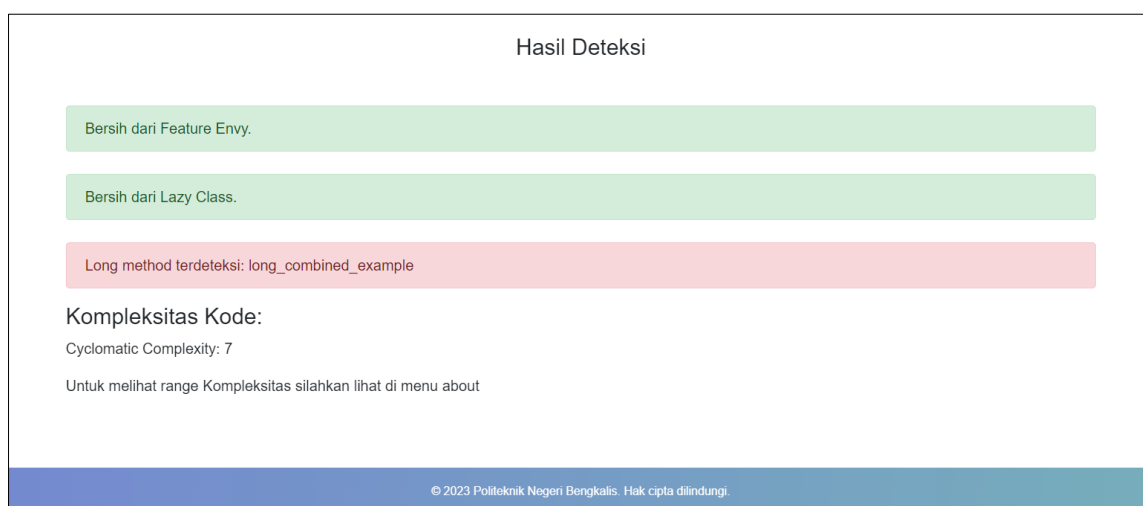 Hasil Deteksi
Bersih dari Feature Envy.
Bersih dari Lazy Class.
Long method terdeteksi: long_combined_example
Kompleksitas Kode:
Cyclomatic Complexity: 7
Untuk melihat range Kompleksitas silahkan lihat di menu about
© 2023 Politeknik Negeri Bengkalis. Hak cipta dilindungi.